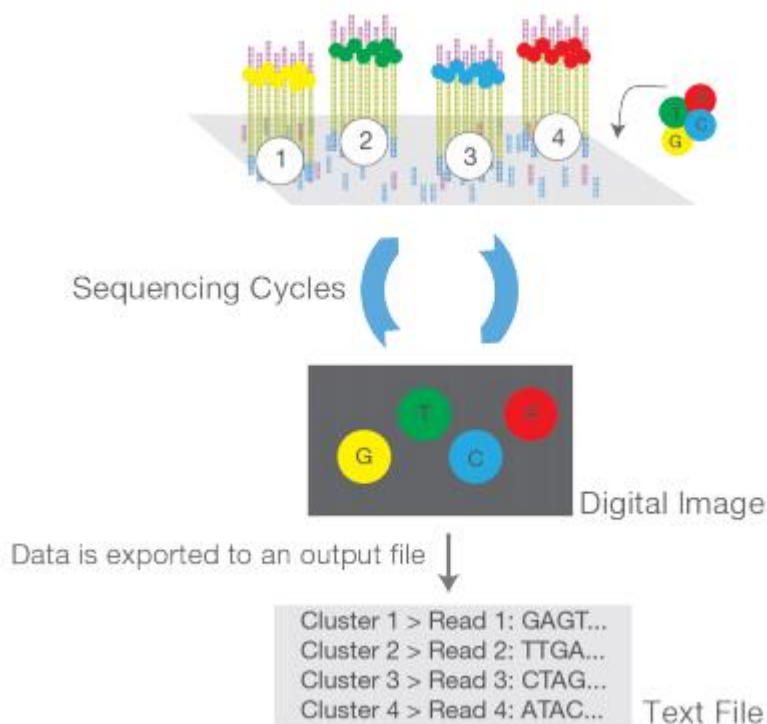 1
2
3
4
T
G
Sequencing Cycles
T
G
C
Digital Image
Data is exported to an output file
Cluster 1 > Read 1: GAGT...
Cluster 2 > Read 2: TTGA...
Cluster 3 > Read 3: CTAG...
Cluster 4 > Read 4: ATAC...
Text File